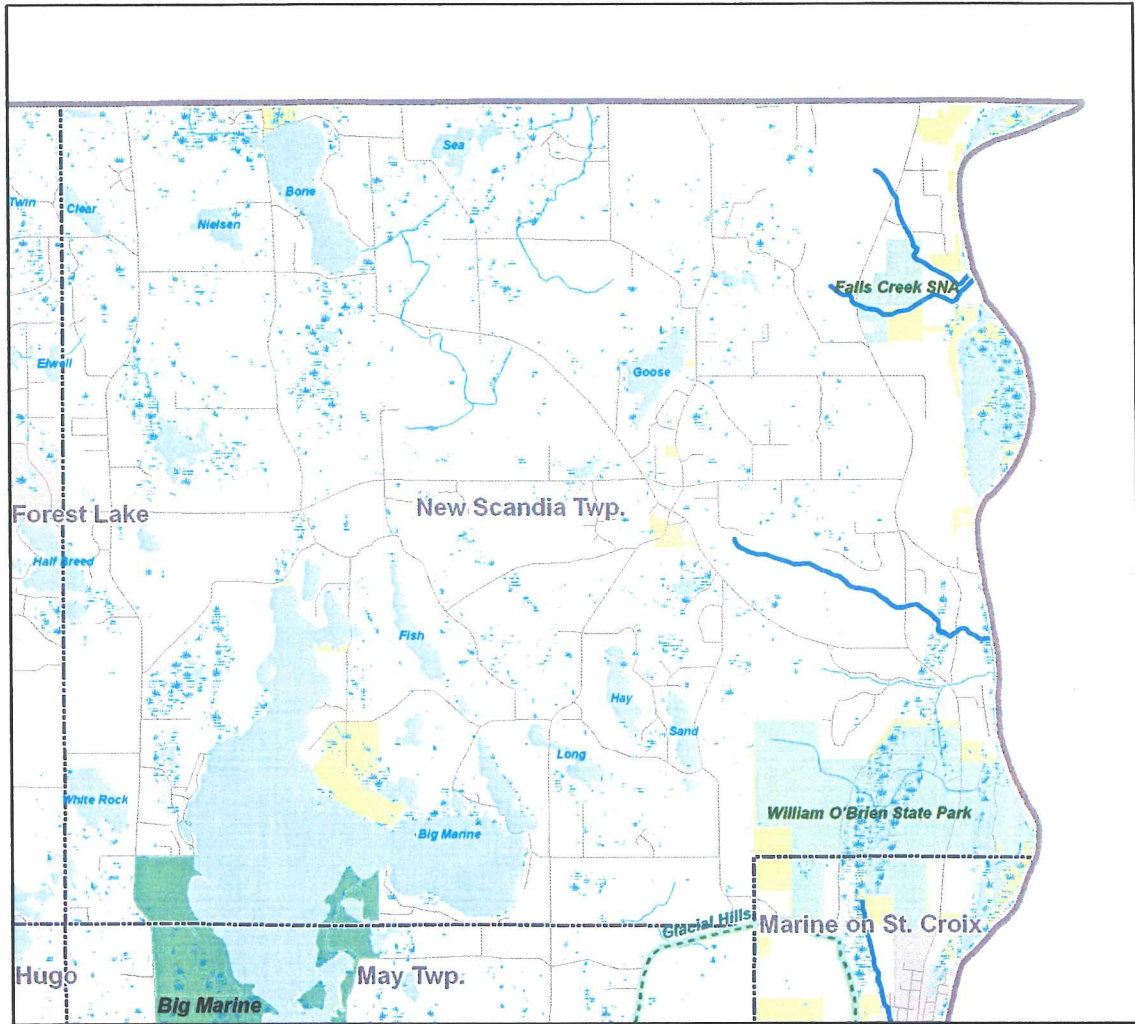 Sea
Bone
Twin
Clear
Nielsen
Falls Creek SNA
Elwell
Goose
New Scandia Twp.
Forest Lake
Half Breed
Fish
Hay
Sand
Long
White Rock
William O'Brien State Park
Big Marine
Glacial Hills
Marine on St. Croix
Hugo
May Twp.
Big Marine